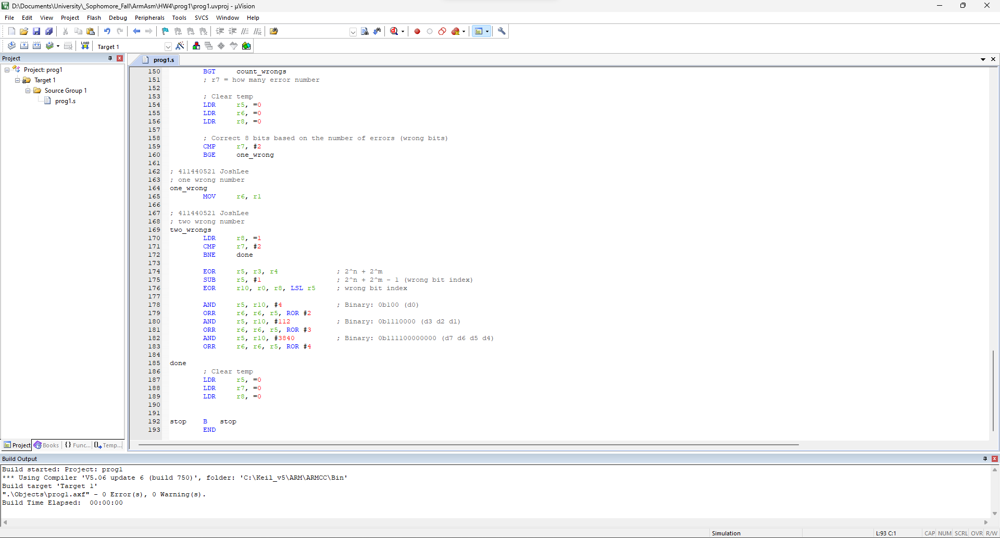 D:\Documents\University\_Sophomore_Fall\ArmAsm\HW4\prog1\prog1.uvproj - µVision
File Edit View Project Flash Debug Peripherals Tools SVCS Window Help
LOAD Target 1
Project
prog1.s
Project: prog1
Target 1
Source Group 1
prog1.s
150 BGT count_wrongs
151 ; r7 = how many error number
152
153 ; Clear temp
154 LDR r5, =0
155 LDR r6, =0
156 LDR r8, =0
157
158 ; Correct 8 bits based on the number of errors (wrong bits)
159 CMP r7, #2
160 BGE one_wrong
161
162 ; 411440521 JoshLee
163 ; one wrong number
164 one_wrong
165 MOV r6, r1
166
167 ; 411440521 JoshLee
168 ; two wrong number
169 two_wrongs
170 LDR r8, =1
171 CMP r7, #2
172 BNE done
173
174 EOR r5, r3, r4 ; 2^n + 2^m
175 SUB r5, #1 ; 2^n + 2^m - 1 (wrong bit index)
176 EOR r10, r0, r8, LSL r5 ; wrong bit index
177
178 AND r5, r10, #4 ; Binary: 0b100 (d0)
179 ORR r6, r6, r5, ROR #2
180 AND r5, r10, #112 ; Binary: 0b1110000 (d3 d2 d1)
181 ORR r6, r6, r5, ROR #3
182 AND r5, r10, #3840 ; Binary: 0b111100000000 (d7 d6 d5 d4)
183 ORR r6, r6, r5, ROR #4
184
185 done
186 ; Clear temp
187 LDR r5, =0
188 LDR r7, =0
189 LDR r8, =0
190
191
192 stop B stop
193 END
Project Books {} Func... Temp...
Build Output
Build started: Project: prog1
*** Using Compiler 'V5.06 update 6 (build 750)', folder: 'C:\Keil_v5\ARM\ARMCC\Bin'
Build target 'Target 1'
".\Objects\prog1.axf" - 0 Error(s), 0 Warning(s).
Build Time Elapsed: 00:00:00
Simulation L:93 C:1 CAP NUM SCRL OVR R/W